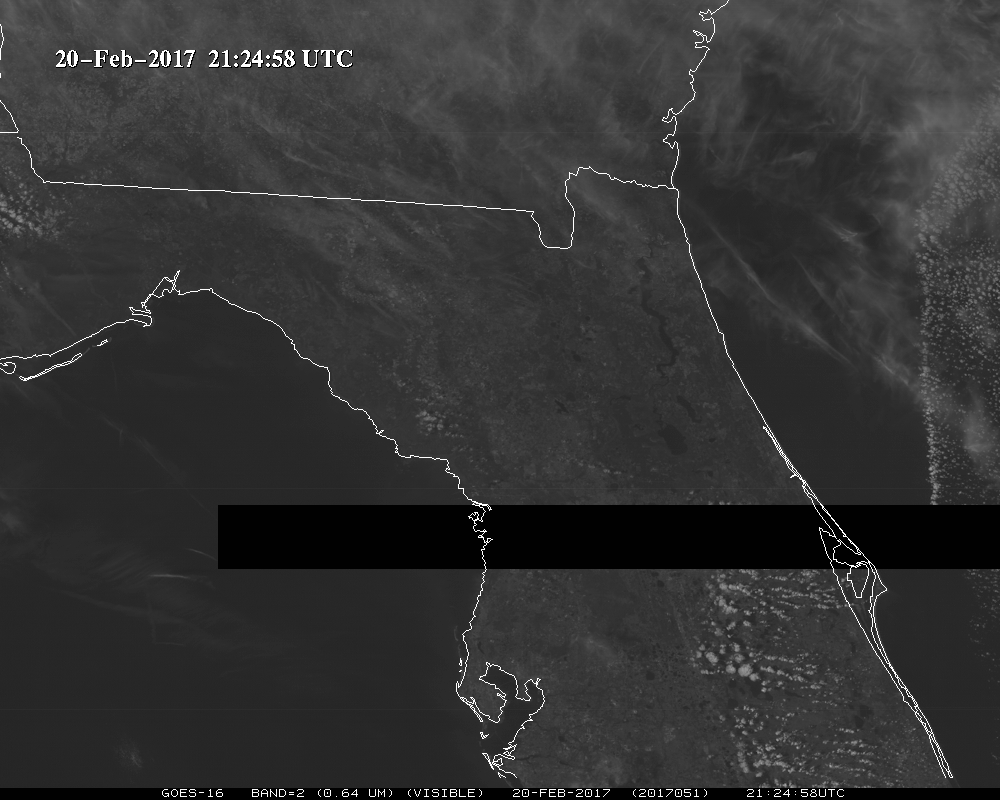 20-Feb-2017 21:24:58 UTC
GOES-16 BAND=2 (0.64 UM) (VISIBLE) 20-FEB-2017 (2017051) 21:24:58UTC